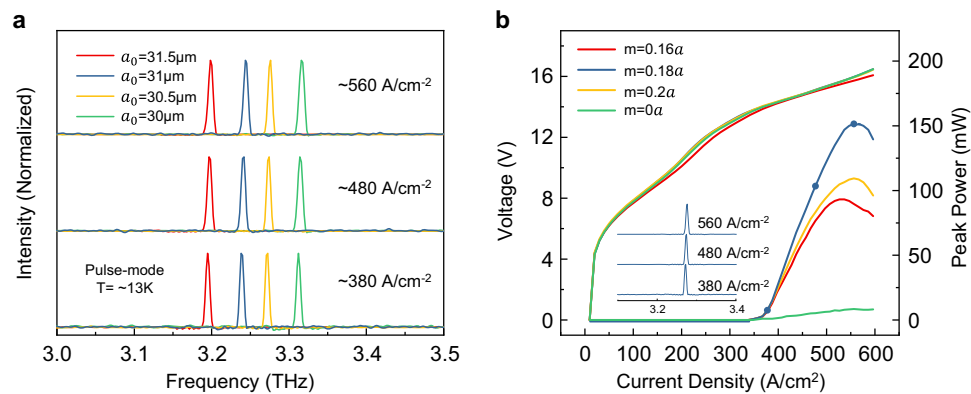 a
Intensity (Normalized)
a₀=31.5μm
a₀=31μm
a₀=30.5μm
a₀=30μm
~560 A/cm⁻²
~480 A/cm⁻²
~380 A/cm⁻²
Pulse-mode
T= ~13K
3.0 3.1 3.2 3.3 3.4 3.5
Frequency (THz)
b
Voltage (V)
16
12
8
4
0
m=0.16a
m=0.18a
m=0.2a
m=0a
560 A/cm⁻²
480 A/cm⁻²
380 A/cm⁻²
3.2 3.4
200
150
100
50
0
Peak Power (mW)
0 100 200 300 400 500 600
Current Density (A/cm²)